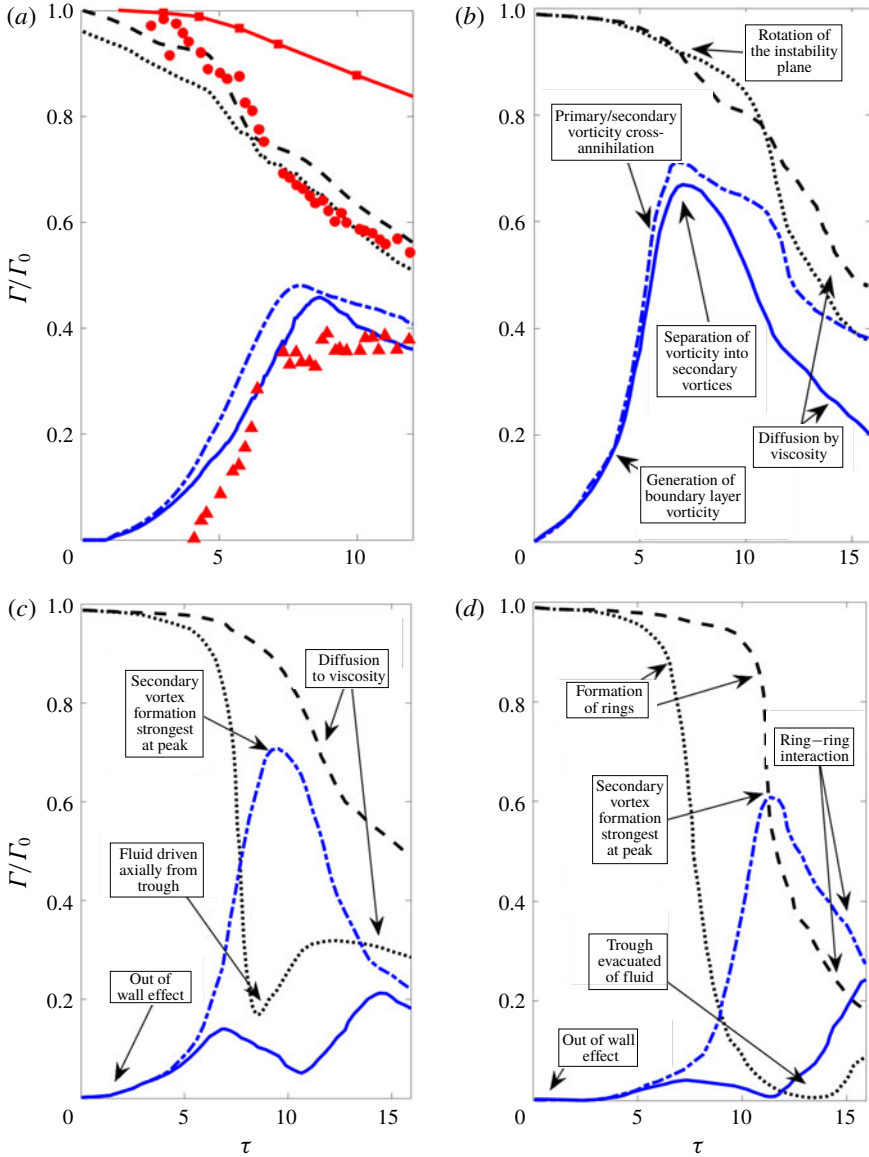 (a)
1.0
0.8
0.6
0.4
0.2
0
5
10
Γ/Γ0
(b)
1.0
0.8
0.6
0.4
0.2
0
5
10
15
Rotation of
the instability
plane
Primary/secondary
vorticity cross-
annihilation
Separation of
vorticity into
secondary
vortices
Diffusion by
viscosity
Generation of
boundary layer
vorticity
(c)
1.0
0.8
0.6
0.4
0.2
0
5
10
15
Γ/Γ0
τ
Secondary
vortex
formation
strongest
at peak
Diffusion
to viscosity
Fluid driven
axially from
trough
Out of
wall effect
(d)
1.0
0.8
0.6
0.4
0.2
0
5
10
15
τ
Formation
of rings
Ring–ring
interaction
Secondary
vortex
formation
strongest
at peak
Trough
evacuated
of fluid
Out of wall
effect